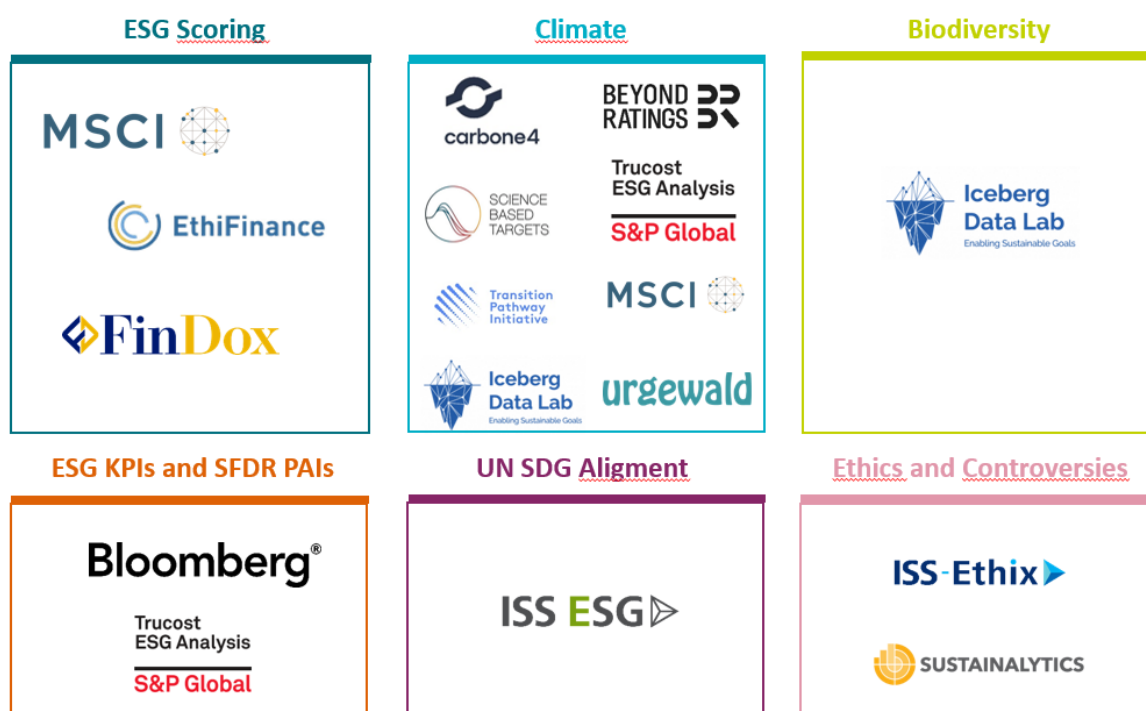 ESG Scoring
MSCI
EthiFinance
FinDox
Climate
carbone4
BEYOND
RATINGS
SCIENCE
BASED
TARGETS
Trucost
ESG Analysis
S&P Global
Transition
Pathway
Initiative
MSCI
Iceberg
Data Lab
Enabling Sustainable Goals
urgewald
Biodiversity
Iceberg
Data Lab
Enabling Sustainable Goals
ESG KPIs and SFDR PAIs
Bloomberg®
Trucost
ESG Analysis
S&P Global
UN SDG Aligment
ISS ESG
Ethics and Controversies
ISS-Ethix
SUSTAINALYTICS